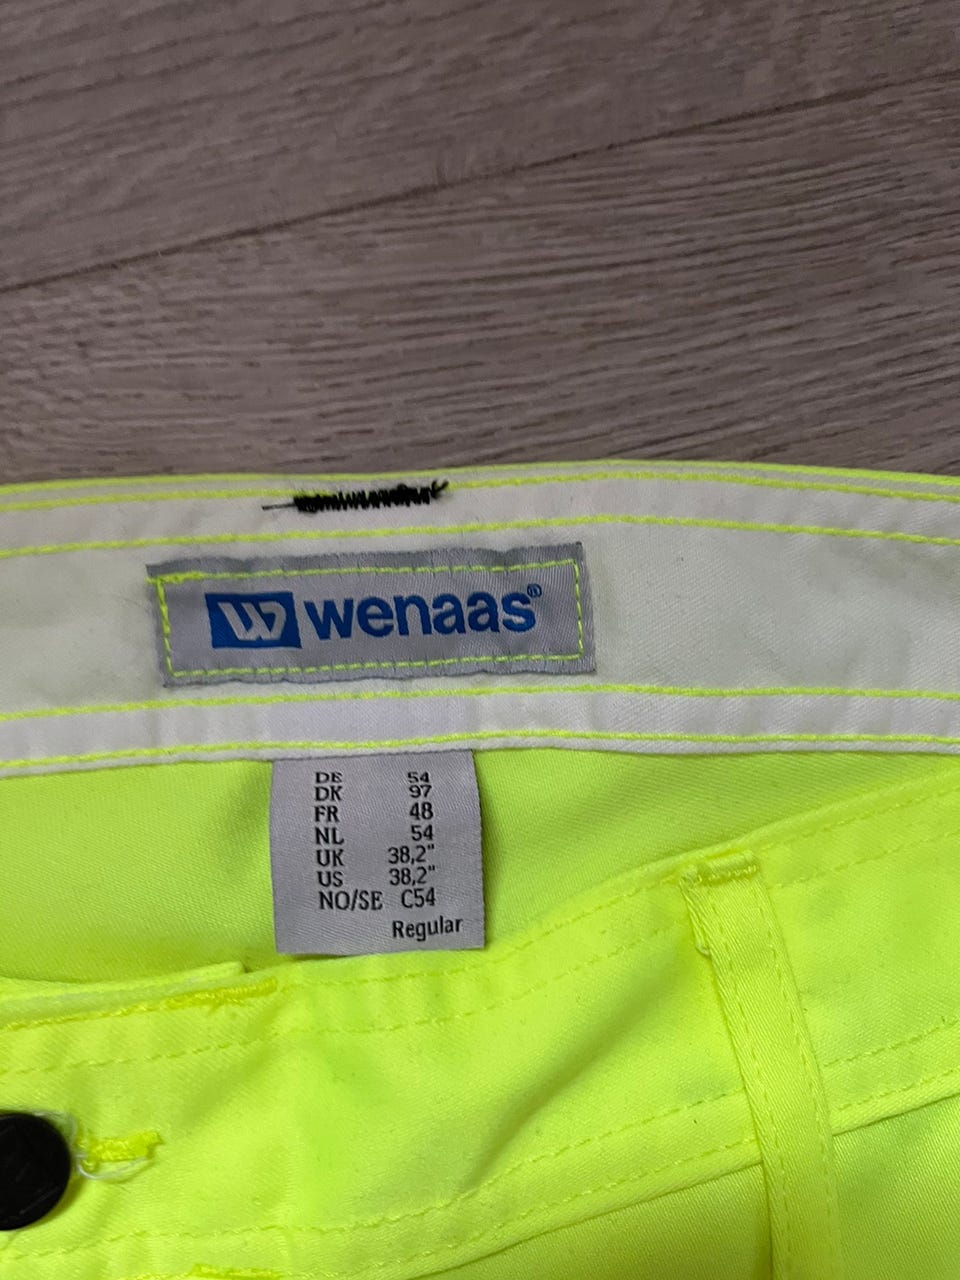 W wenaas®
DE 54
DK 97
FR 48
NL 54
UK 38,2"
US 38,2"
NO/SE C54
Regular